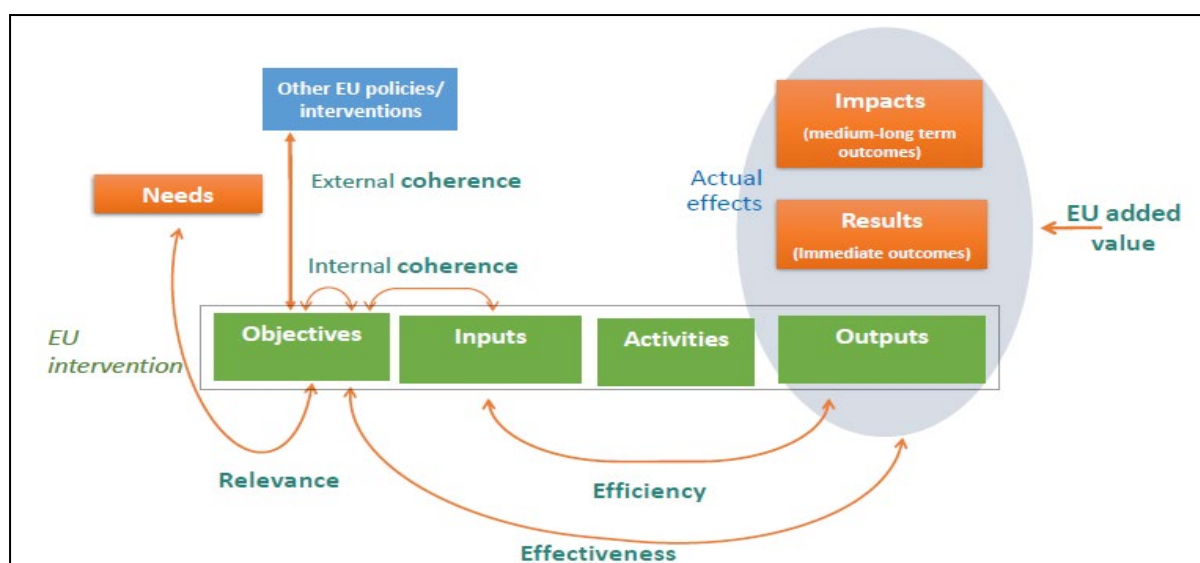 Other EU policies/
interventions
Impacts
(medium-long term
outcomes)
Needs
External coherence
Actual
effects
Results
(Immediate outcomes)
EU added
value
Internal coherence
EU
intervention
Objectives
Inputs
Activities
Outputs
Relevance
Efficiency
Effectiveness